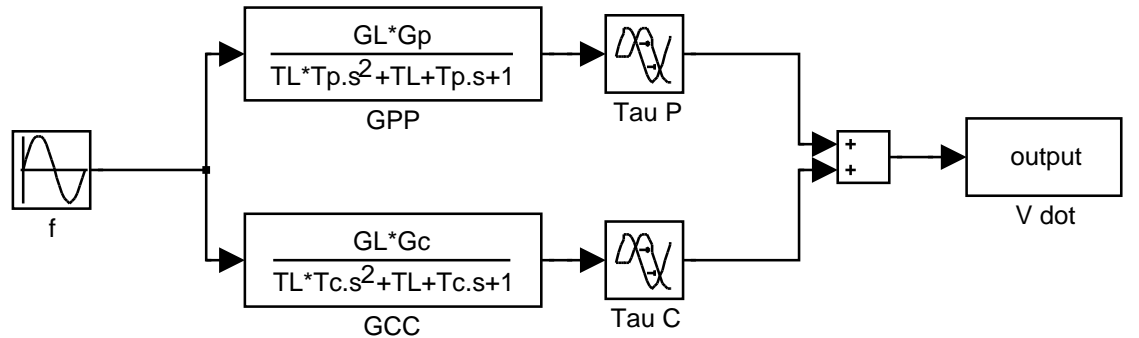 GL*Gp
TL*Tp.s²+TL+Tp.s+1
GPP
Tau P
f
+
+
output
V dot
GL*Gc
TL*Tc.s²+TL+Tc.s+1
GCC
Tau C